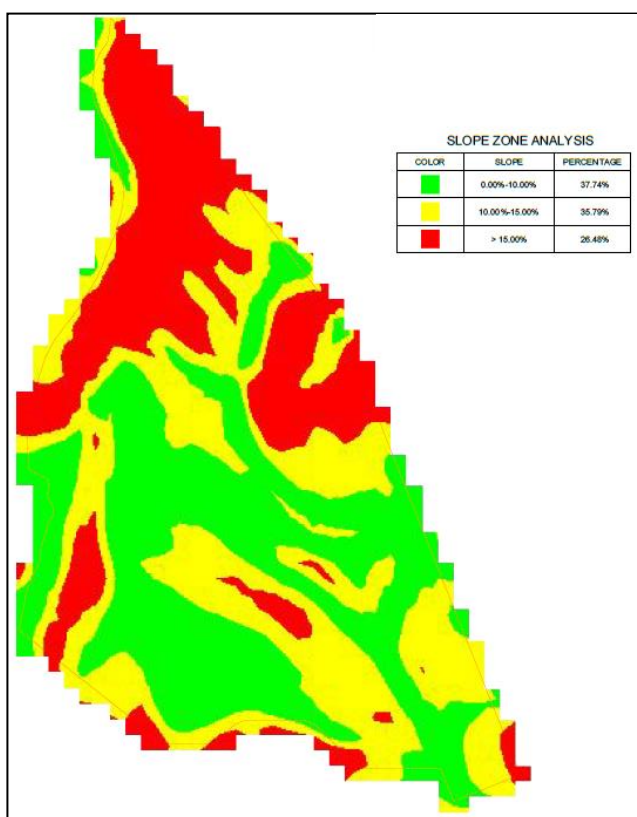 SLOPE ZONE ANALYSIS
COLOR SLOPE PERCENTAGE
0.00%-10.00% 37.74%
10.00%-15.00% 35.79%
> 15.00% 26.48%